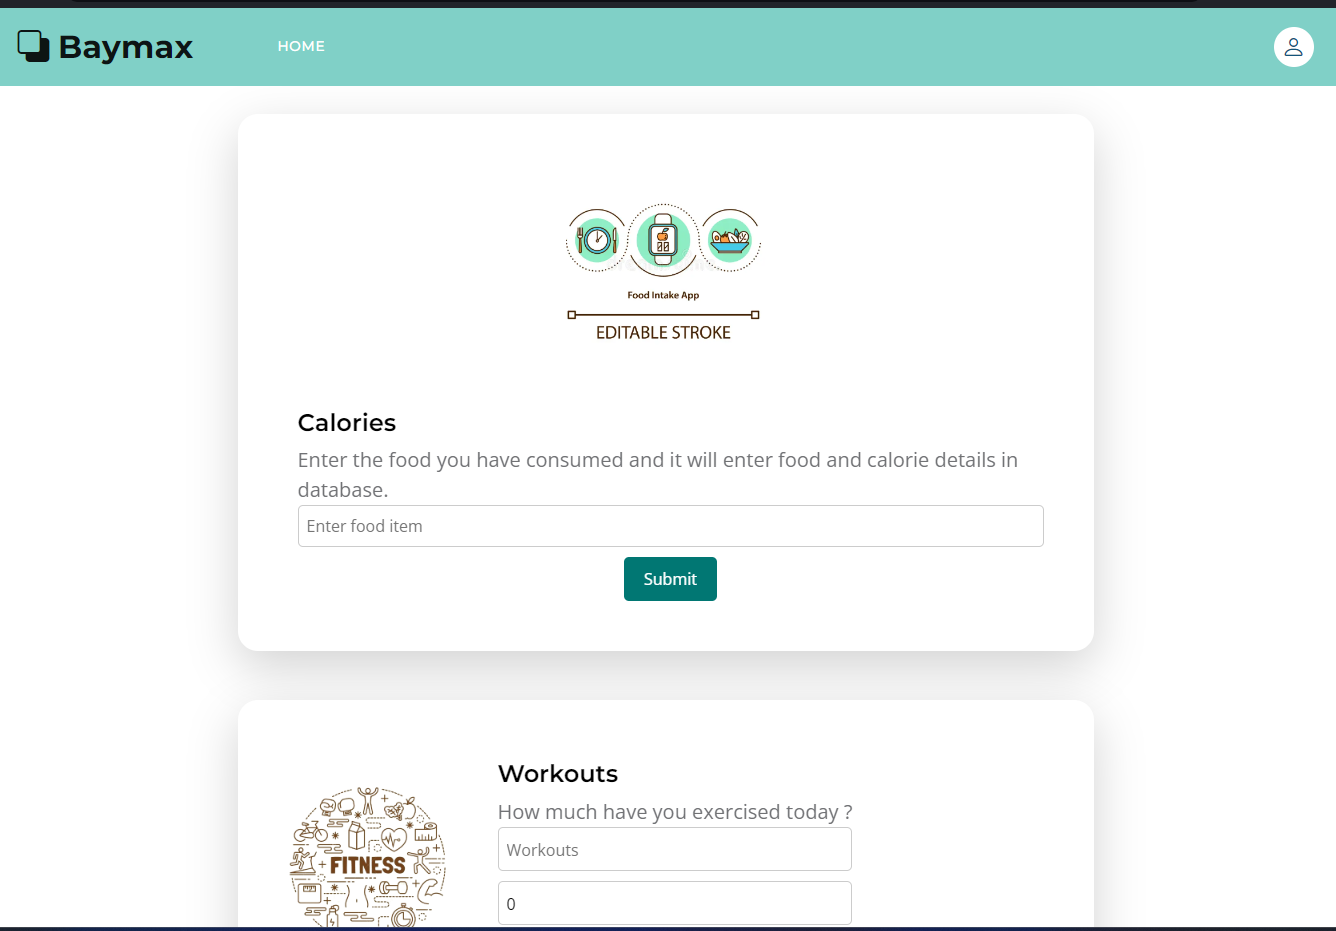 Baymax
HOME
Food Intake App
EDITABLE STROKE
Calories
Enter the food you have consumed and it will enter food and calorie details in
database.
Enter food item
Submit
Workouts
How much have you exercised today ?
Workouts
FITNESS
0